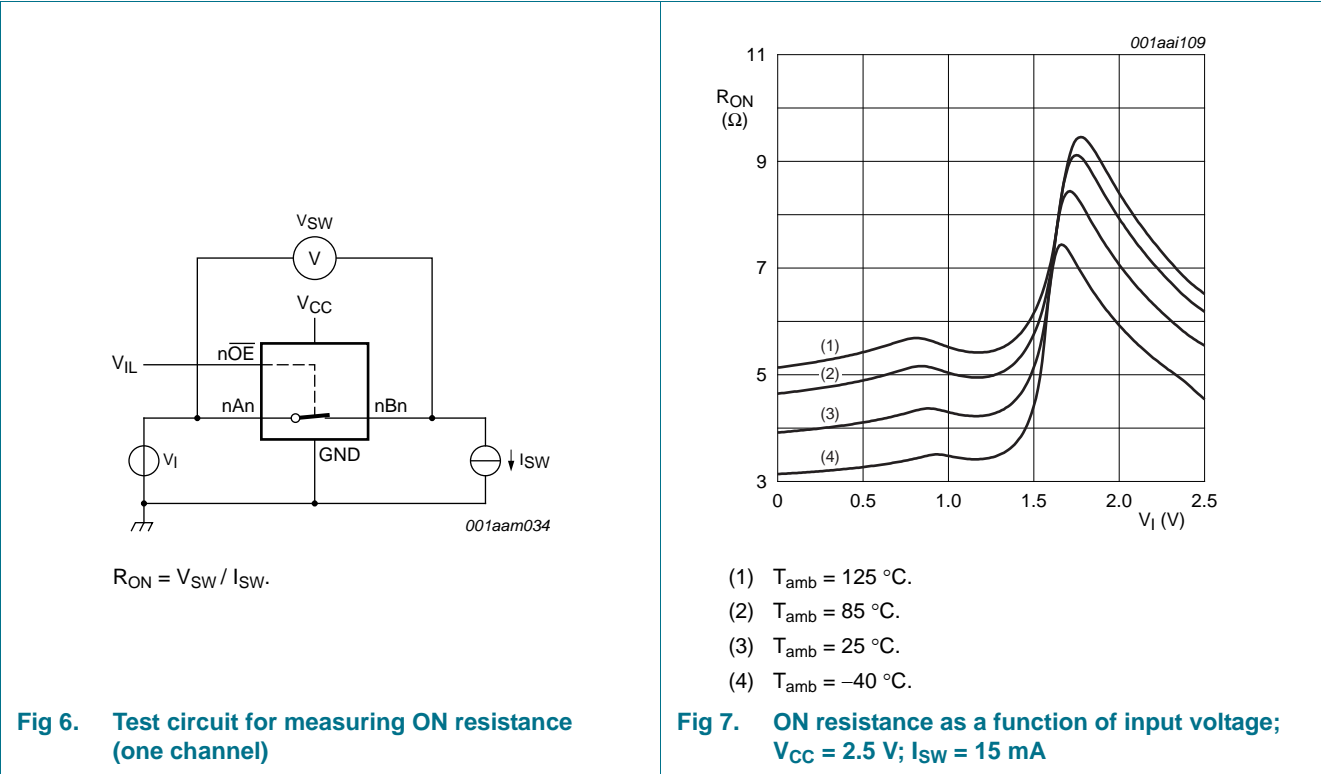 VSW
V
VCC
VIL
nOE
nAn
nBn
VI
GND
ISW
001aam034
RON = VSW / ISW.
Fig 6. Test circuit for measuring ON resistance
(one channel)
001aai109
11
RON
(Ω)
9
7
5
3
(1)
(2)
(3)
(4)
0 0.5 1.0 1.5 2.0 2.5
VI (V)
(1) Tamb = 125 °C.
(2) Tamb = 85 °C.
(3) Tamb = 25 °C.
(4) Tamb = −40 °C.
Fig 7. ON resistance as a function of input voltage;
VCC = 2.5 V; ISW = 15 mA